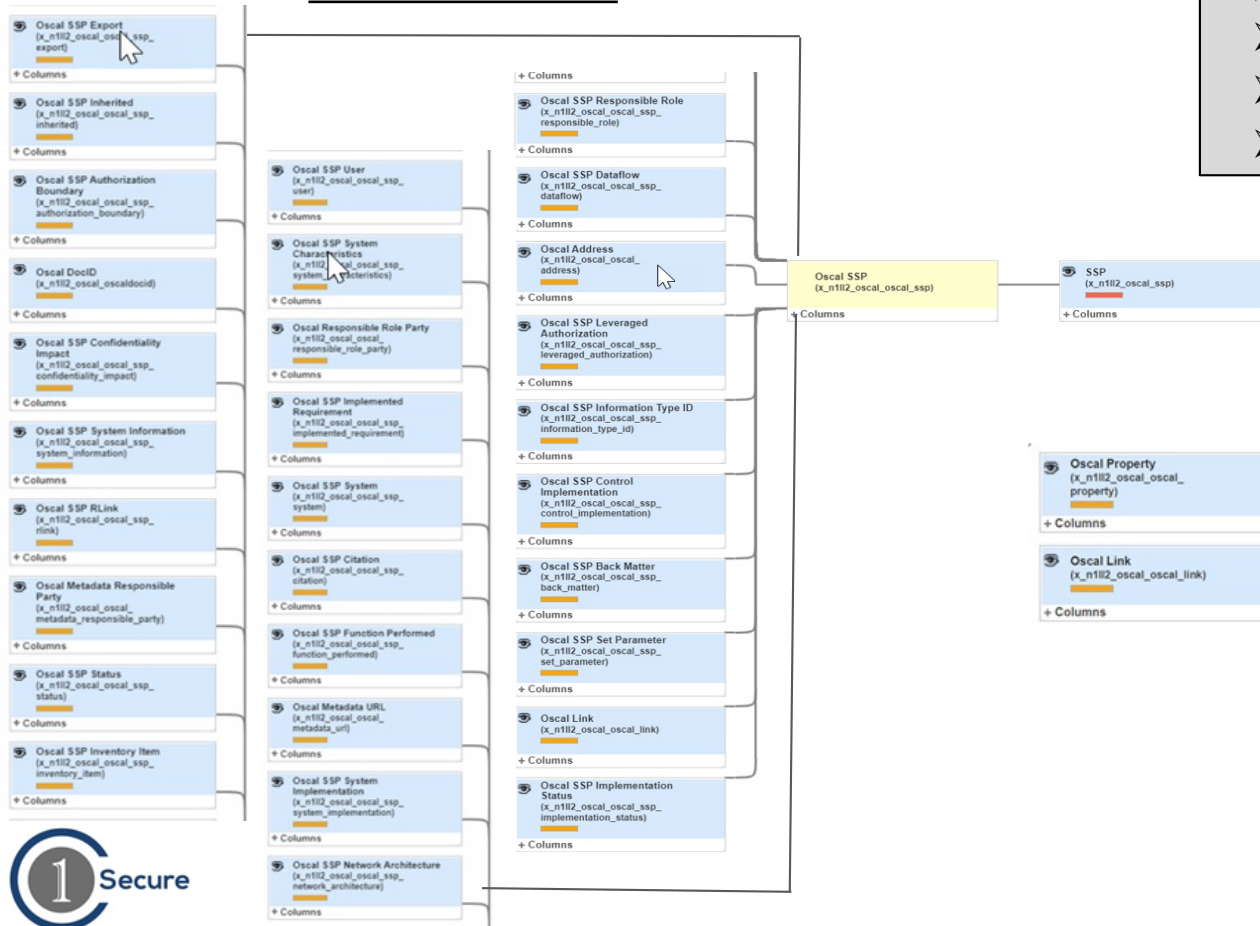 Oscal SSP Export
export)
+ Columns
Oscal SSP Inherited
(x_n1ll2_oscal_oscal_ssp_
inherited)
+ Columns
Oscal SSP Authorization
Boundary
(x_n1ll2_oscal_oscal_ssp_
authorization_boundary)
+ Columns
Oscal DocID
(x_n1ll2_oscaldocid)
+ Columns
Oscal SSP Confidentiality
Impact
(x_n1ll2_oscal_oscal_ssp_
confidentiality_impact)
+ Columns
Oscal SSP System Information
(x_n1ll2_oscal_oscal_ssp_
system_information)
+ Columns
Oscal SSP RLink
(x_n1ll2_oscal_oscal_ssp_
rlink)
+ Columns
Oscal Metadata Responsible
Party
(x_n1ll2_oscal_oscal_
metadata_responsible_party)
+ Columns
Oscal SSP Status
(x_n1ll2_oscal_oscal_ssp_
status)
+ Columns
Oscal SSP Inventory Item
(x_n1ll2_oscal_oscal_ssp_
inventory_item)
+ Columns
1 Secure
Oscal SSP User
(x_n1ll2_oscal_oscal_ssp_
user)
+ Columns
Oscal SSP System
Characteristics
+ Columns
Oscal Responsible Role Party
(x_n1ll2_oscal_oscal_
responsible_role_party)
+ Columns
Oscal SSP Implemented
Requirement
(x_n1ll2_oscal_oscal_ssp_
implemented_requirement)
+ Columns
Oscal SSP System
(x_n1ll2_oscal_oscal_ssp_
system)
+ Columns
Oscal SSP Citation
(x_n1ll2_oscal_oscal_ssp_
citation)
+ Columns
Oscal SSP Function Performed
(x_n1ll2_oscal_oscal_ssp_
function_performed)
+ Columns
Oscal Metadata URL
(x_n1ll2_oscal_oscal_
metadata_url)
+ Columns
Oscal SSP System
Implementation
(x_n1ll2_oscal_oscal_ssp_
system_implementation)
+ Columns
Oscal SSP Network Architecture
(x_n1ll2_oscal_oscal_ssp_
network_architecture)
+ Columns
+ Columns
Oscal SSP Responsible Role
(x_n1ll2_oscal_oscal_ssp_
responsible_role)
+ Columns
Oscal SSP Dataflow
(x_n1ll2_oscal_oscal_ssp_
dataflow)
+ Columns
Oscal Address
(x_n1ll2_oscal_oscal_
address)
+ Columns
Oscal SSP Leveraged
Authorization
(x_n1ll2_oscal_oscal_ssp_
leveraged_authorization)
+ Columns
Oscal SSP Information Type ID
(x_n1ll2_oscal_oscal_ssp_
information_type_id)
+ Columns
Oscal SSP Control
Implementation
(x_n1ll2_oscal_oscal_ssp_
control_implementation)
+ Columns
Oscal SSP Back Matter
(x_n1ll2_oscal_oscal_ssp_
back_matter)
+ Columns
Oscal SSP Set Parameter
(x_n1ll2_oscal_oscal_ssp_
set_parameter)
+ Columns
Oscal Link
(x_n1ll2_oscal_oscal_link)
+ Columns
Oscal SSP Implementation
Status
(x_n1ll2_oscal_oscal_ssp_
implementation_status)
+ Columns
Oscal SSP
(x_n1ll2_oscal_oscal_ssp)
+ Columns
SSP
(x_n1ll2_oscal_ssp)
+ Columns
Oscal Property
(x_n1ll2_oscal_oscal_
property)
+ Columns
Oscal Link
(x_n1ll2_oscal_oscal_link)
+ Columns